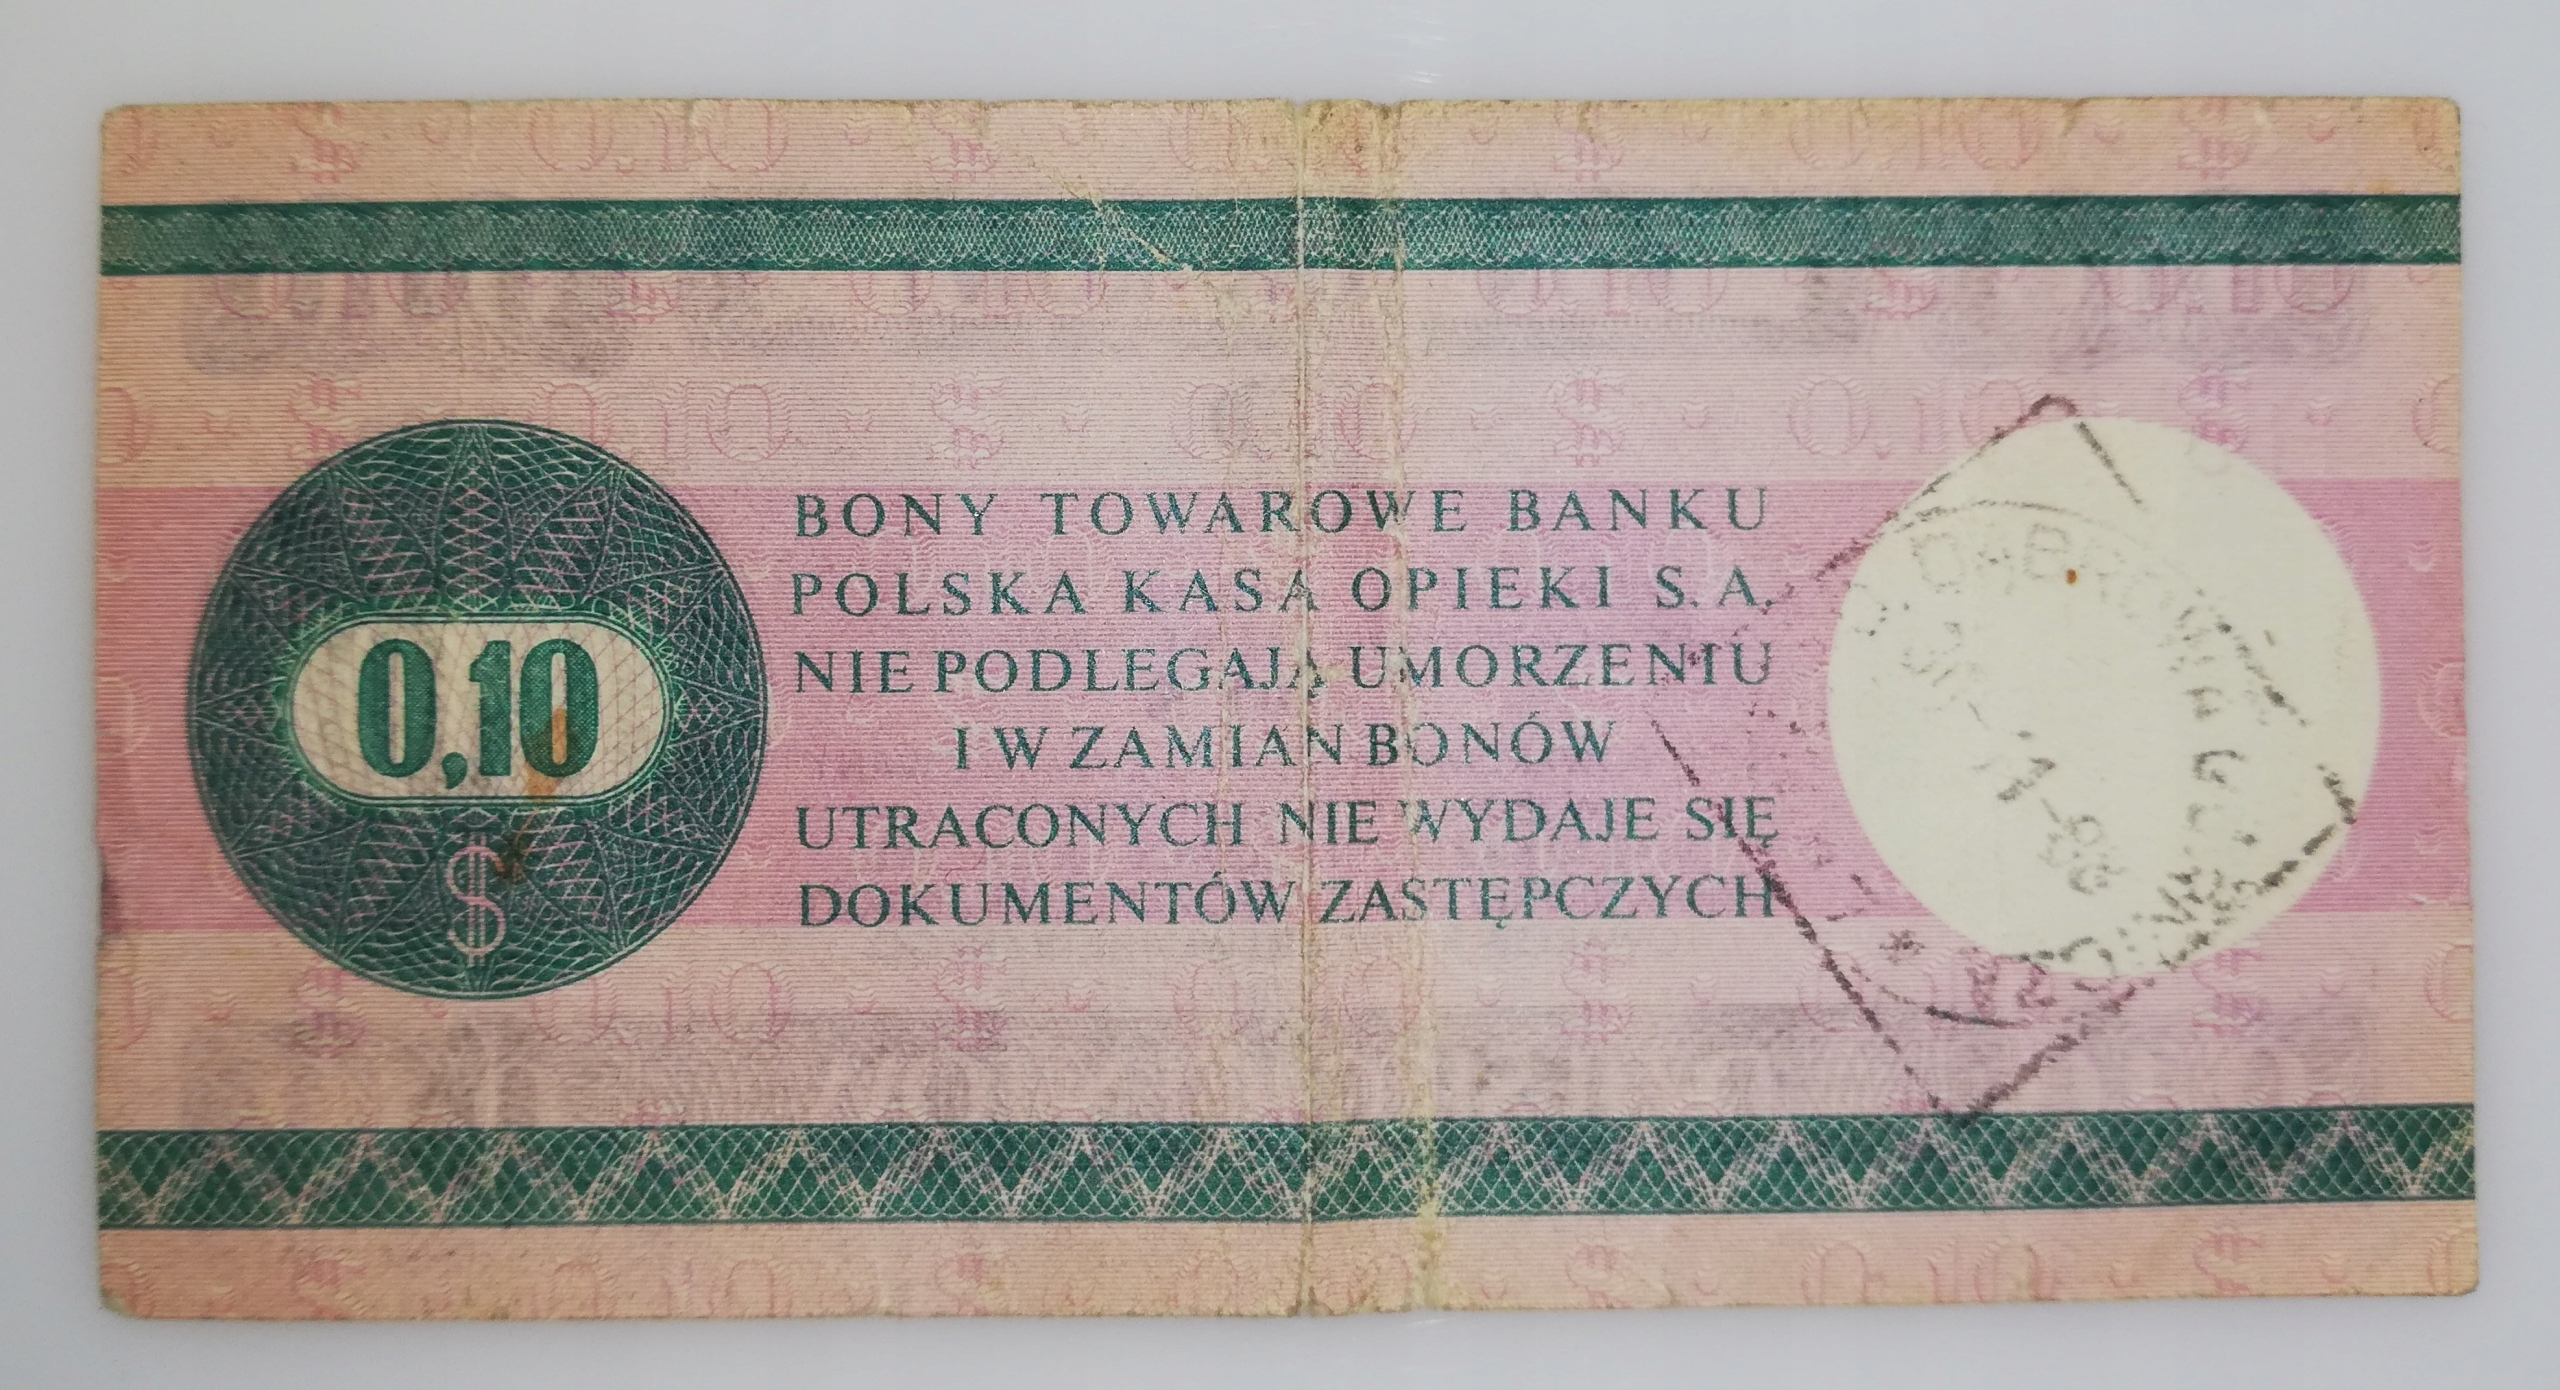 0,10
$
BONY TOWAROWE BANKU
POLSKA KASA OPIEKI S.A.
NIE PODLEGAJĄ UMORZENIU
I W ZAMIAN BONÓW
UTRACONYCH NIE WYDAJE SIĘ
DOKUMENTÓW ZASTĘPCZYCH